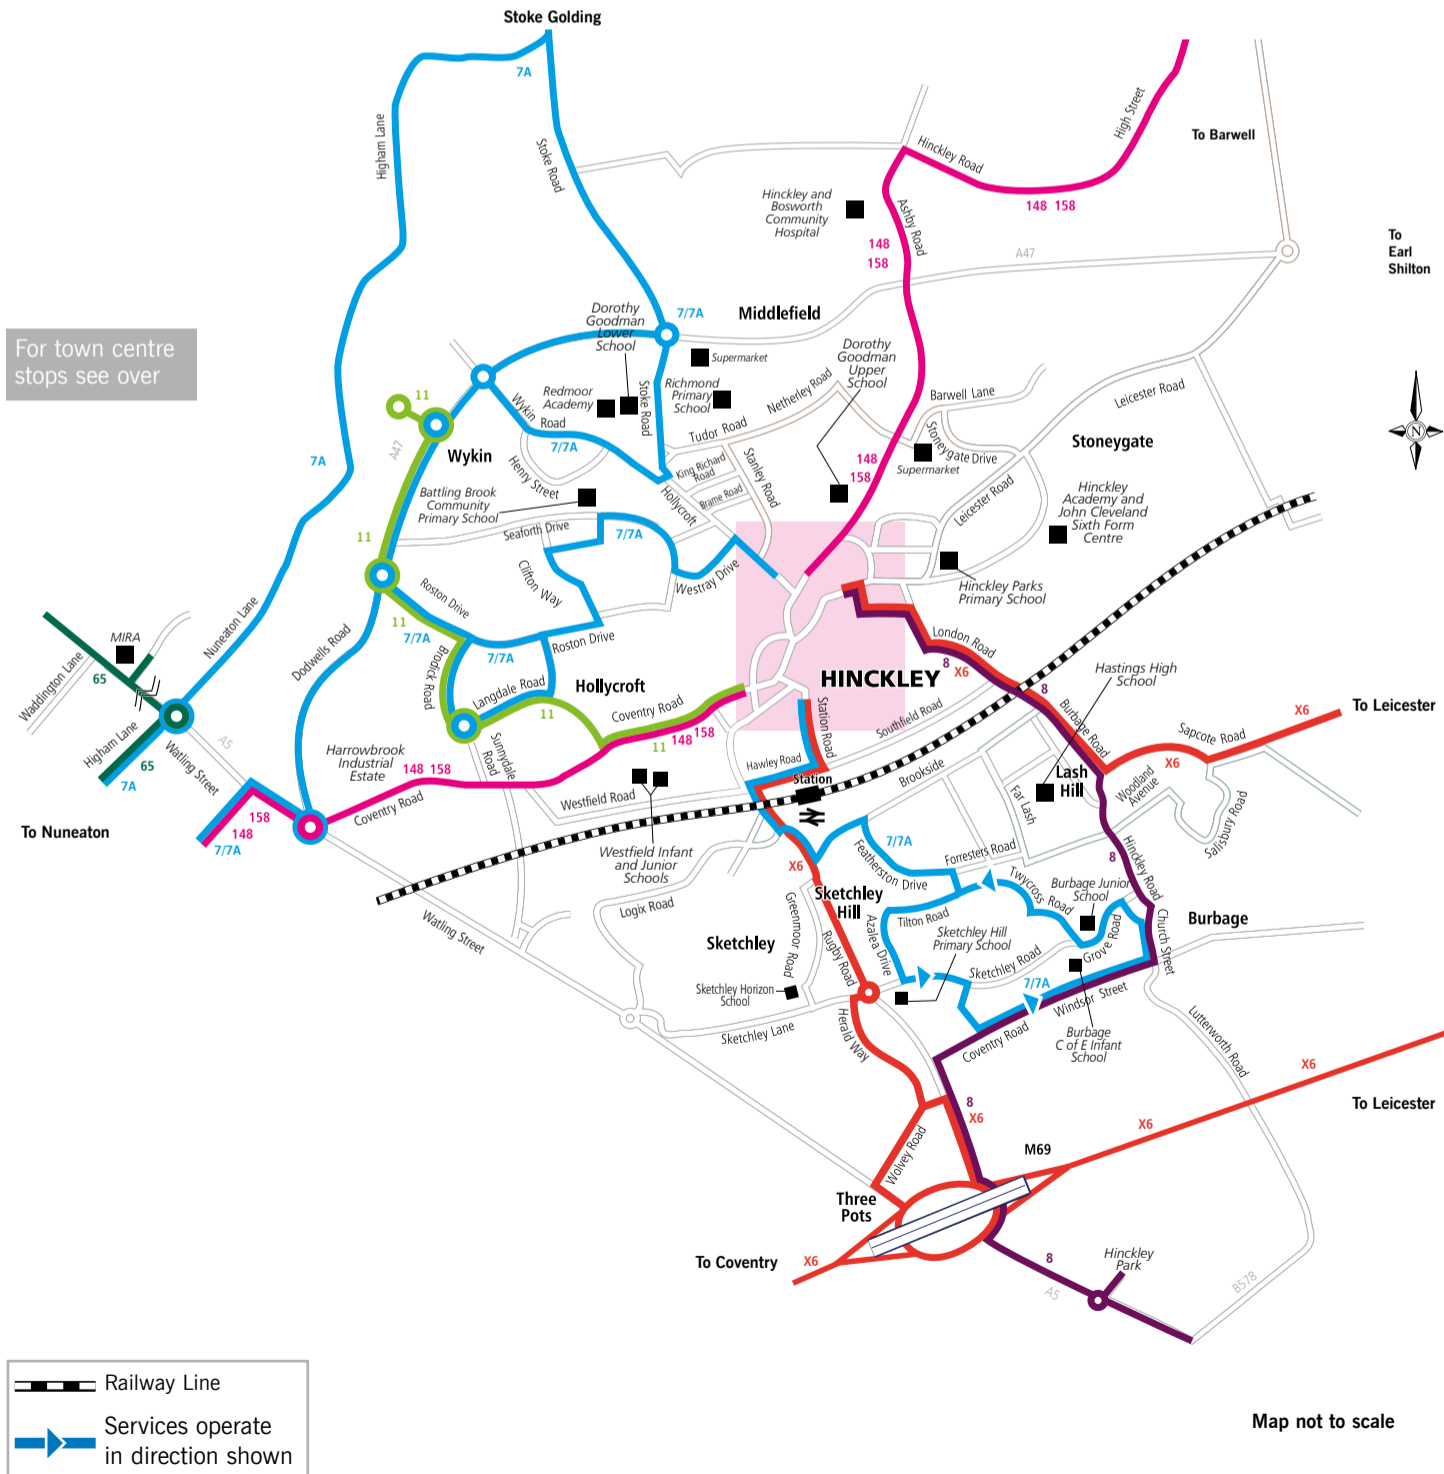 Stoke Golding
7A
Higham Lane
Stoke Road
High Street
To Barwell
Hinckley Road
148 158
Hinckley and
Bosworth
Community
Hospital
Ashby Road
148
158
A47
To
Earl
Shilton
For town centre
stops see over
Dorothy
Goodman
Lower
School
7/7A
Middlefield
Supermarket
Dorothy
Goodman
Upper
School
11
Redmoor
Academy
Richmond
Primary
School
Stoke Road
Netherley Road
Barwell Lane
Leicester Road
N
Wykin
Road
7/7A
Tudor Road
Stoneygate Drive
Stoneygate
Supermarket
A47
Wykin
7A
Henry Street
King Richard
Road
Stanley Road
148
158
Brame Road
Hollycroft
Battling Brook
Community
Primary School
Leicester Road
Hinckley
Academy and
John Cleveland
Sixth Form
Centre
Seaforth Drive
7/7A
11
Clifton Way
Westray Drive
Hinckley Parks
Primary School
Roston Drive
11
7/7A
Nuneaton Lane
Dodwells Road
MIRA
Waddington Lane
65
Brodick Road
7/7A
Roston Drive
London Road
8
X6
Hastings High
School
HINCKLEY
Langdale Road
Hollycroft
8
11
Coventry Road
11
148 158
Station Road
Southfield Road
Burbage Road
X6
To Leicester
Sapcote Road
X6
Higham Lane
65
7A
Watling Street
A5
Harrowbrook
Industrial
Estate
148 158
Sunnydale
Road
Hawley Road
Station
Brookside
Lash
Hill
Woodland
Avenue
Far Lash
Salisbury Road
To Nuneaton
158
148
7/7A
Coventry Road
Westfield Road
Westfield Infant
and Junior
Schools
X6
7/7A
Featherston Drive
Forresters Road
8
Hinckley Road
Twycross Road
Burbage Junior
School
Sketchley
Hill
Logix Road
Greenmoor Road
Tilton Road
Azalea Drive
Watling Street
Sketchley
Rugby Road
Sketchley Hill
Primary School
Grove Road
Church Street
Burbage
Sketchley Road
Sketchley Horizon
School
7/7A
Windsor Street
Sketchley Lane
Herald Way
Coventry Road
Burbage
C of E Infant
School
Lutterworth Road
X6
8
X6
To Leicester
X6
Wolvey Road
M69
Three
Pots
To Coventry
X6
8
Hinckley
Park
A5
B578
Railway Line
Services operate
in direction shown
Map not to scale